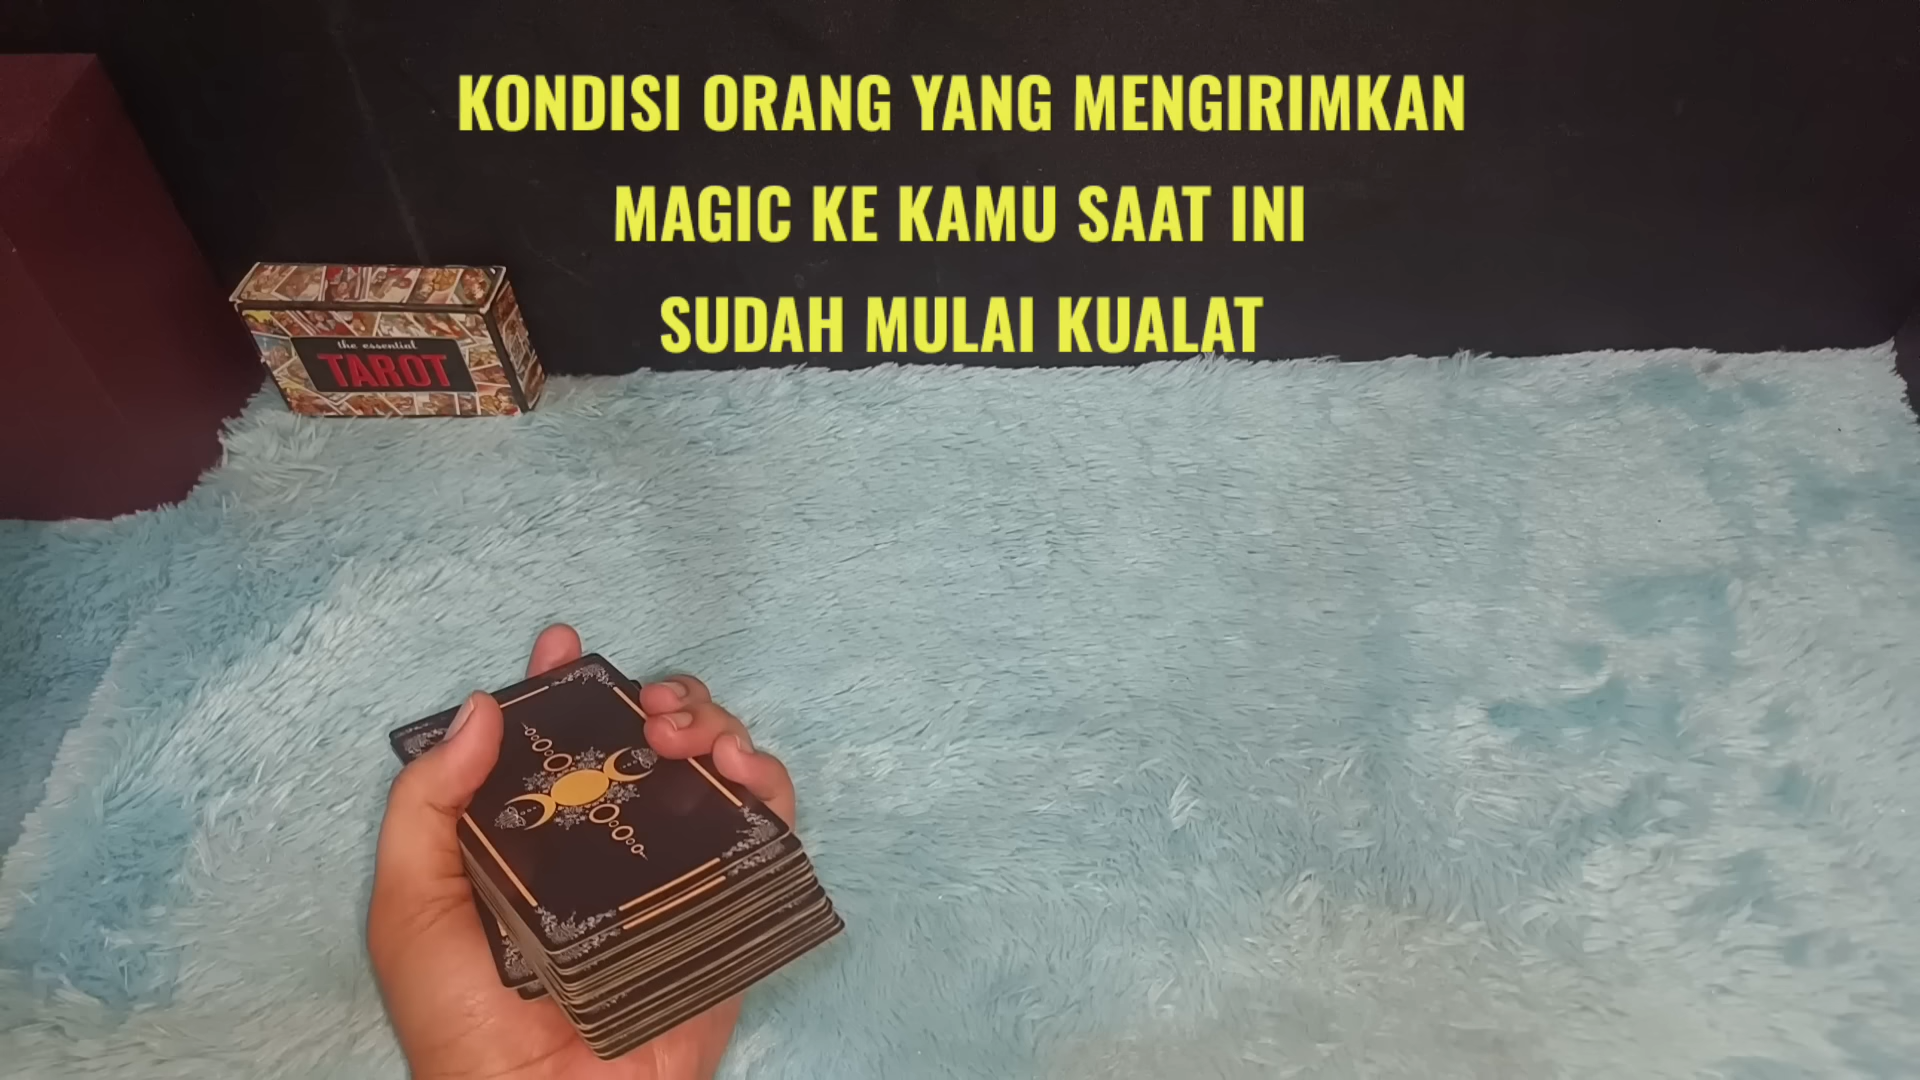 KONDISI ORANG YANG MENGIRIMKAN
MAGIC KE KAMU SAAT INI
SUDAH MULAI KUALAT
the essential
TAROT